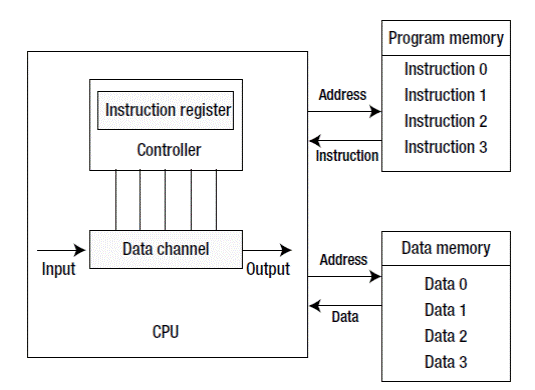 Program memory
Instruction 0
Instruction 1
Instruction 2
Instruction 3
Address
Instruction
Instruction register
Controller
Data channel
Input
Output
CPU
Address
Data
Data memory
Data 0
Data 1
Data 2
Data 3